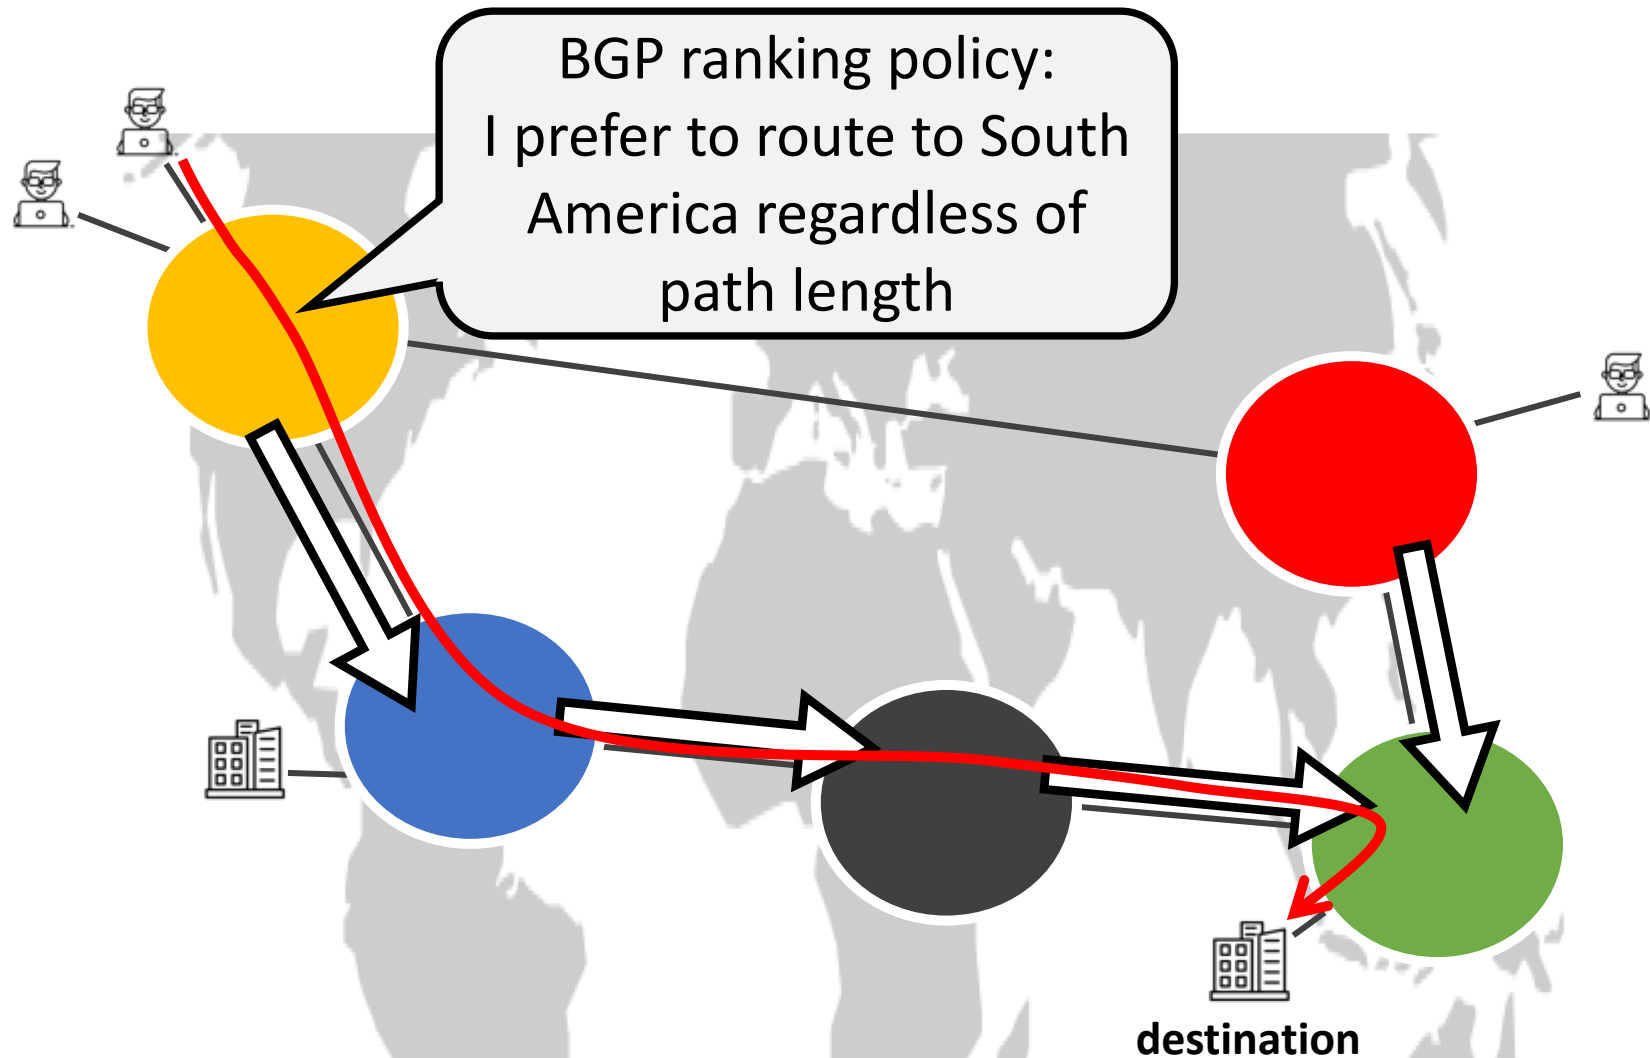 BGP ranking policy:
I prefer to route to South
America regardless of
path length
destination